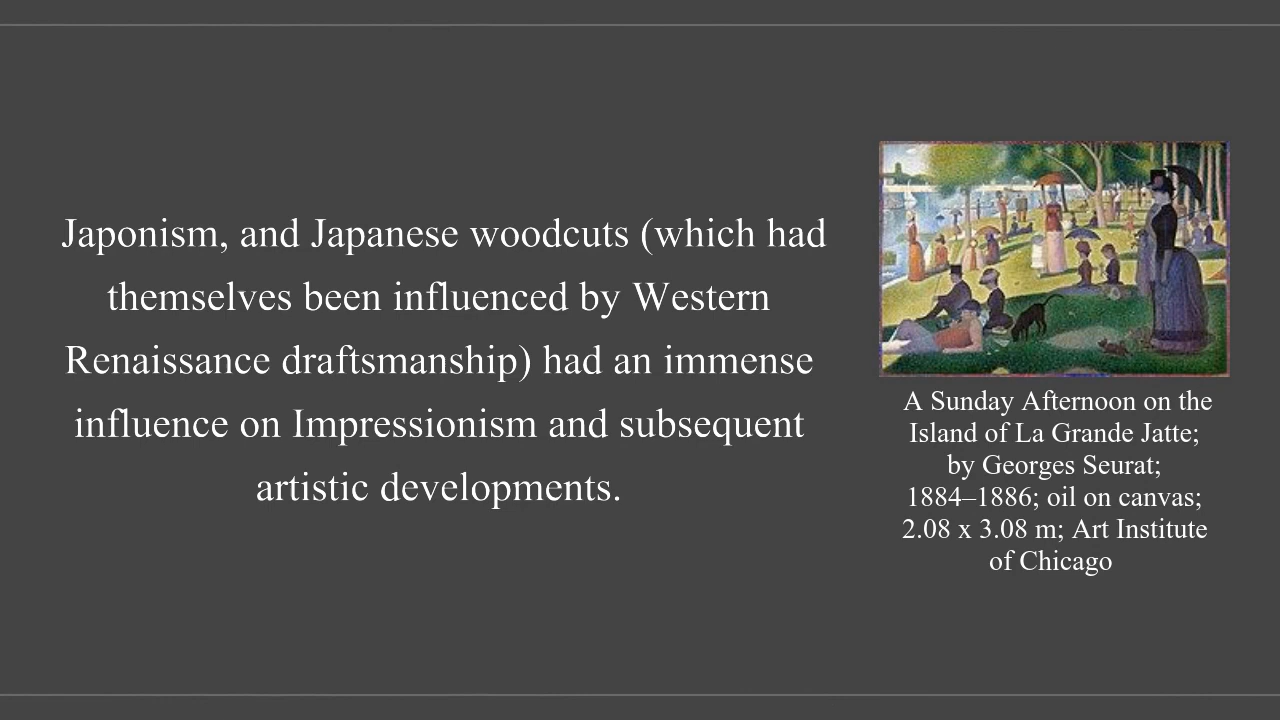 Japonism, and Japanese woodcuts (which had
themselves been influenced by Western
Renaissance draftsmanship) had an immense
influence on Impressionism and subsequent
artistic developments.
A Sunday Afternoon on the
Island of La Grande Jatte;
by Georges Seurat;
1884–1886; oil on canvas;
2.08 x 3.08 m; Art Institute
of Chicago